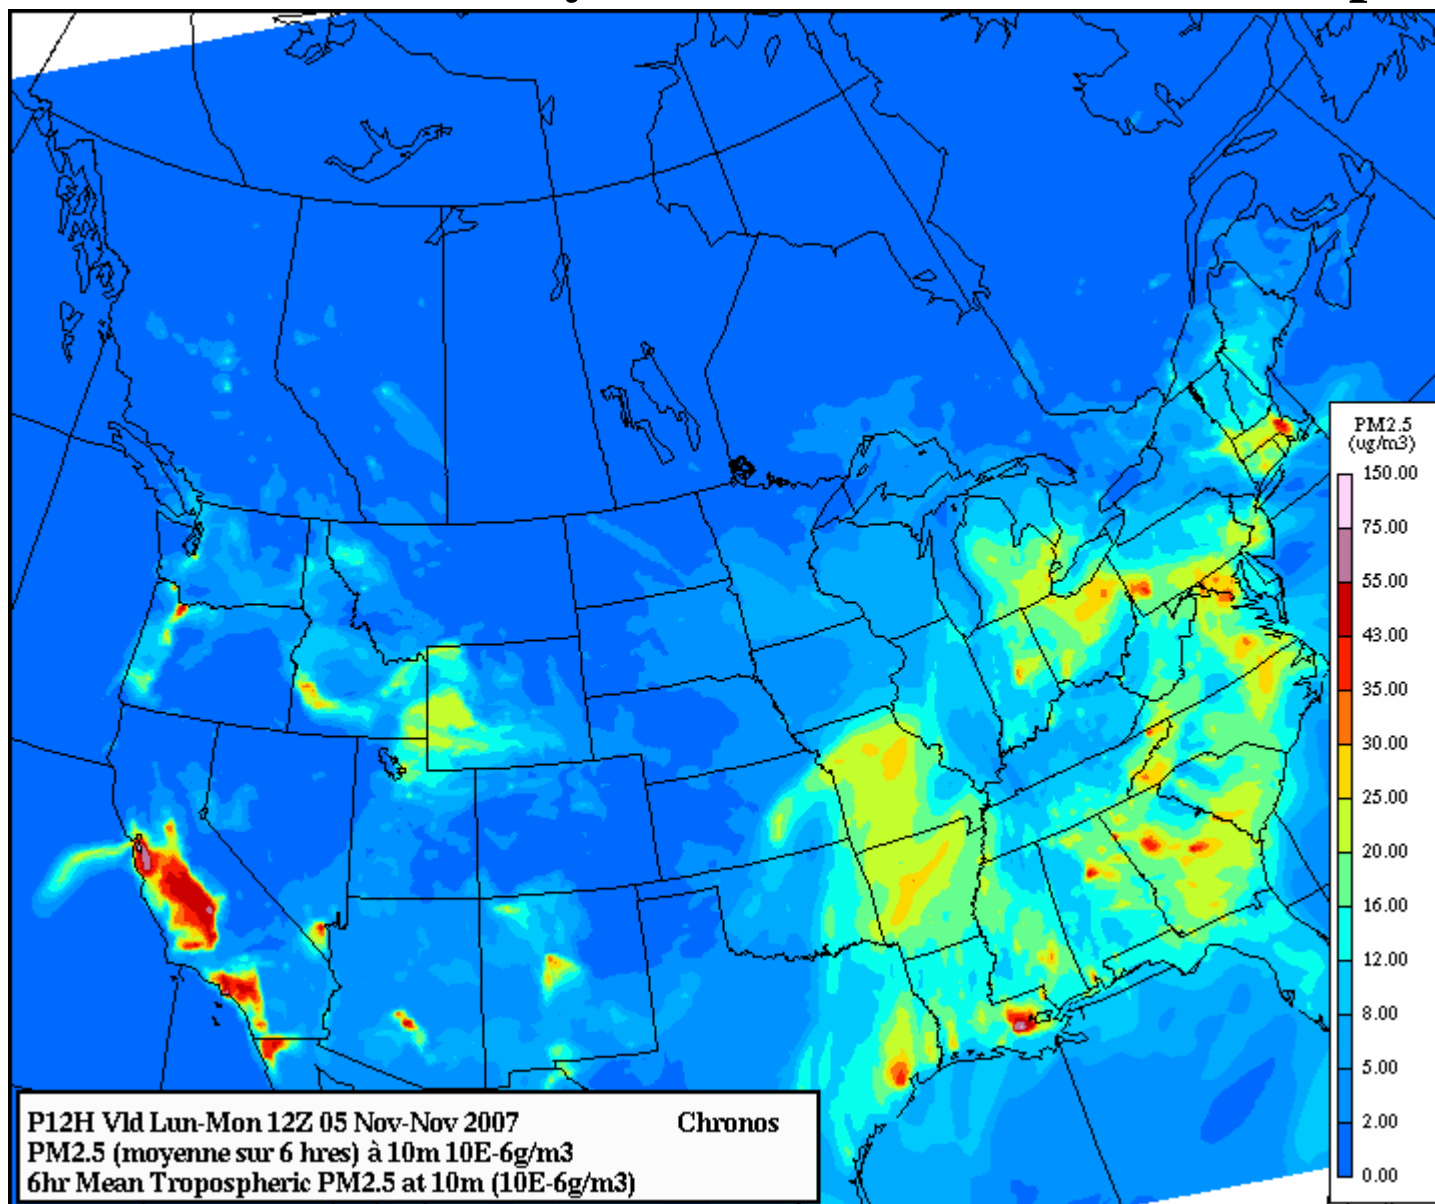 PM2.5
(ug/m3)
150.00
75.00
55.00
43.00
35.00
30.00
25.00
20.00
16.00
12.00
8.00
5.00
2.00
0.00
P12H Vld Lun-Mon 12Z 05 Nov-Nov 2007 Chronos
PM2.5 (moyenne sur 6 hres) à 10m 10E-6g/m3
6hr Mean Tropospheric PM2.5 at 10m (10E-6g/m3)